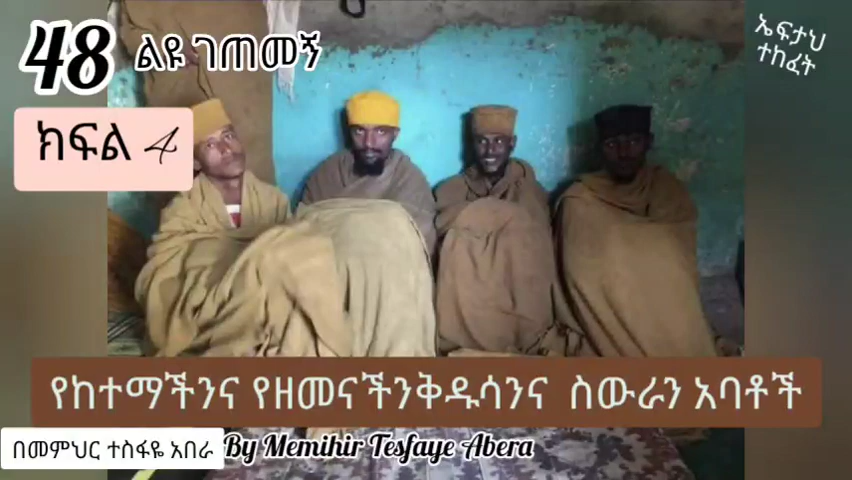 48 ልዩ ገጠመኝ
ኤፍታህ
ተከፈት
ክፍል 4
የከተማችንና የዘመናችንቅዱሳንና ስውራን አባቶች
በመምህር ተስፋዬ አበራ By Memihir Tesfaye Abera